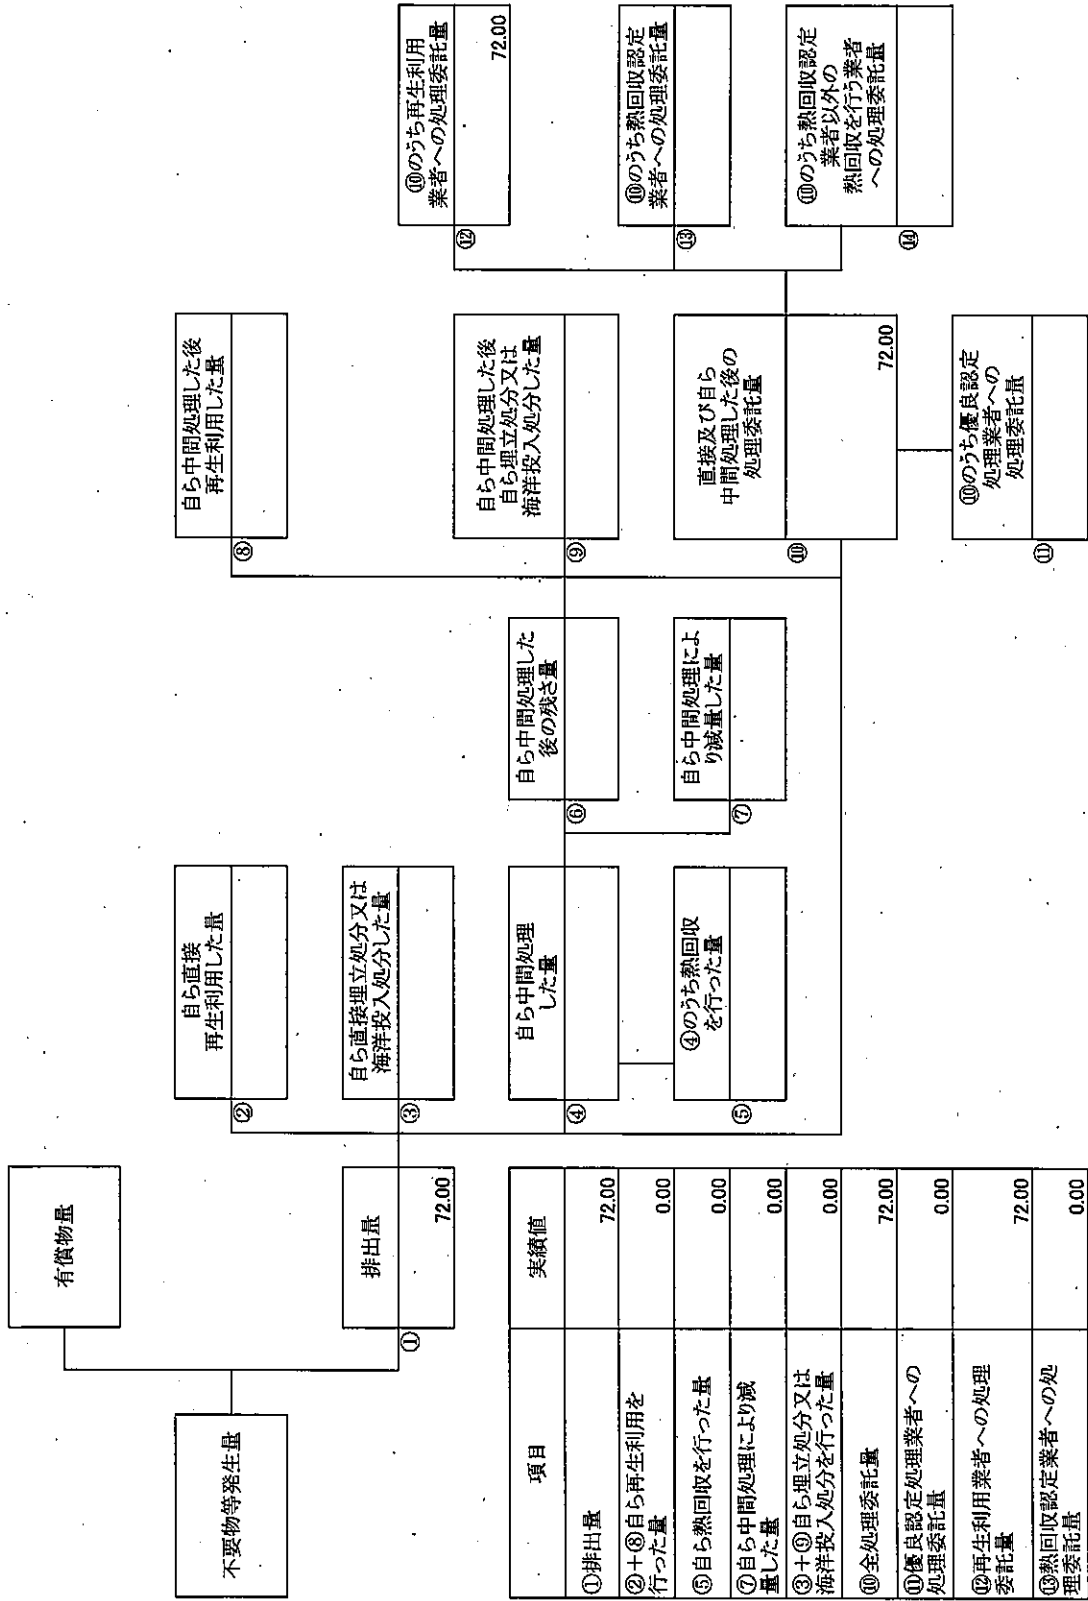 不要物等発生量
有償物量
①
排出量
72.00
②
自ら直接
再生利用した量
③
自ら直接埋立処分又は
海洋投入処分した量
④
自ら中間処理
した量
⑤
④のうち熱回収
を行った量
⑥
自ら中間処理した
後の残さ量
⑦
自ら中間処理によ
り減量した量
⑧
自ら中間処理した後
再生利用した量
⑨
自ら中間処理した後
自ら埋立処分又は
海洋投入処分した量
⑩
直接及び自ら
中間処理した後の
処理委託量
72.00
⑪
⑩のうち優良認定
処理業者への
処理委託量
⑫
⑩のうち再生利用
業者への処理委託量
72.00
⑬
⑩のうち熱回収認定
業者への処理委託量
⑭
⑩のうち熱回収認定
業者以外の
熱回収を行う業者
への処理委託量
項目 実績値
①排出量 72.00
②+⑧自ら再生利用を
行った量 0.00
⑤自ら熱回収を行った量 0.00
⑦自ら中間処理により減
量した量 0.00
③+⑨自ら埋立処分又は
海洋投入処分を行った量 0.00
⑩全処理委託量 72.00
⑪優良認定処理業者への
処理委託量 0.00
⑫再生利用業者への処理
委託量 72.00
⑬熱回収認定業者への処
理委託量 0.00